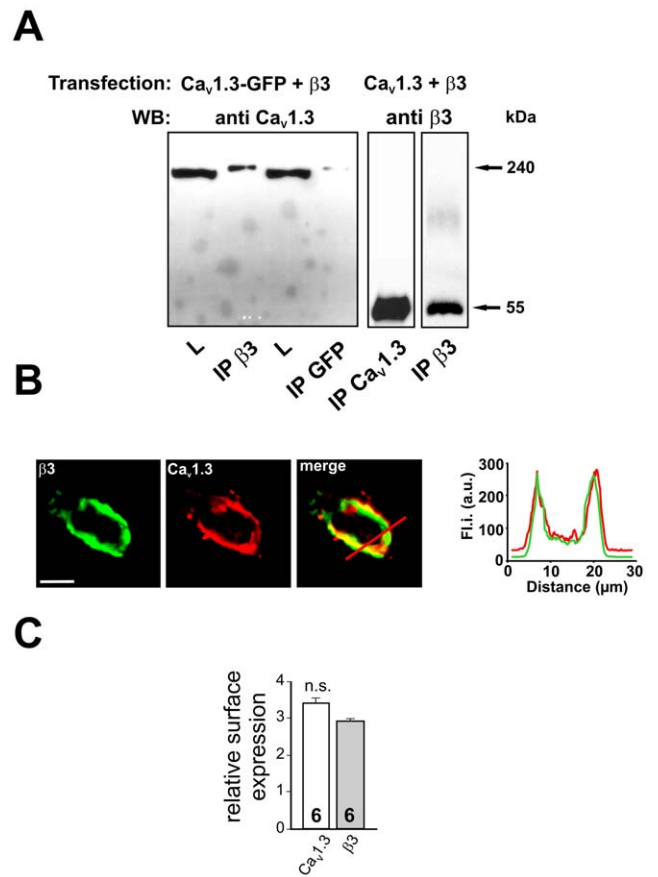 A
Transfection: Caᵥ1.3-GFP + β3 Caᵥ1.3 + β3
WB: anti Caᵥ1.3 anti β3 kDa
240
55
L IP β3 L IP GFP IP Caᵥ1.3 IP β3
B
β3 Caᵥ1.3 merge
Fl.i. (a.u.)
300
200
100
0
0 10 20 30
Distance (µm)
C
relative surface
expression
4
3
2
1
0
n.s.
6 6
Caᵥ1.3 β3